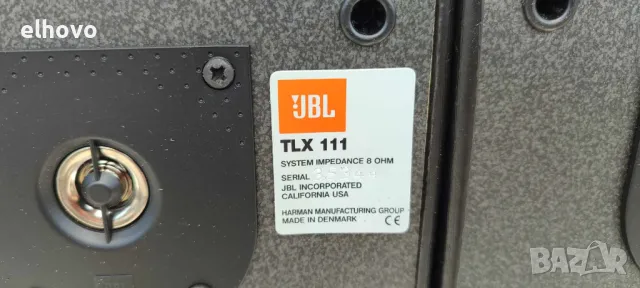 elhovo
JBL
TLX 111
SYSTEM IMPEDANCE 8 OHM
SERIAL
JBL INCORPORATED
CALIFORNIA USA
HARMAN MANUFACTURING GROUP
MADE IN DENMARK
CE
BAZAR